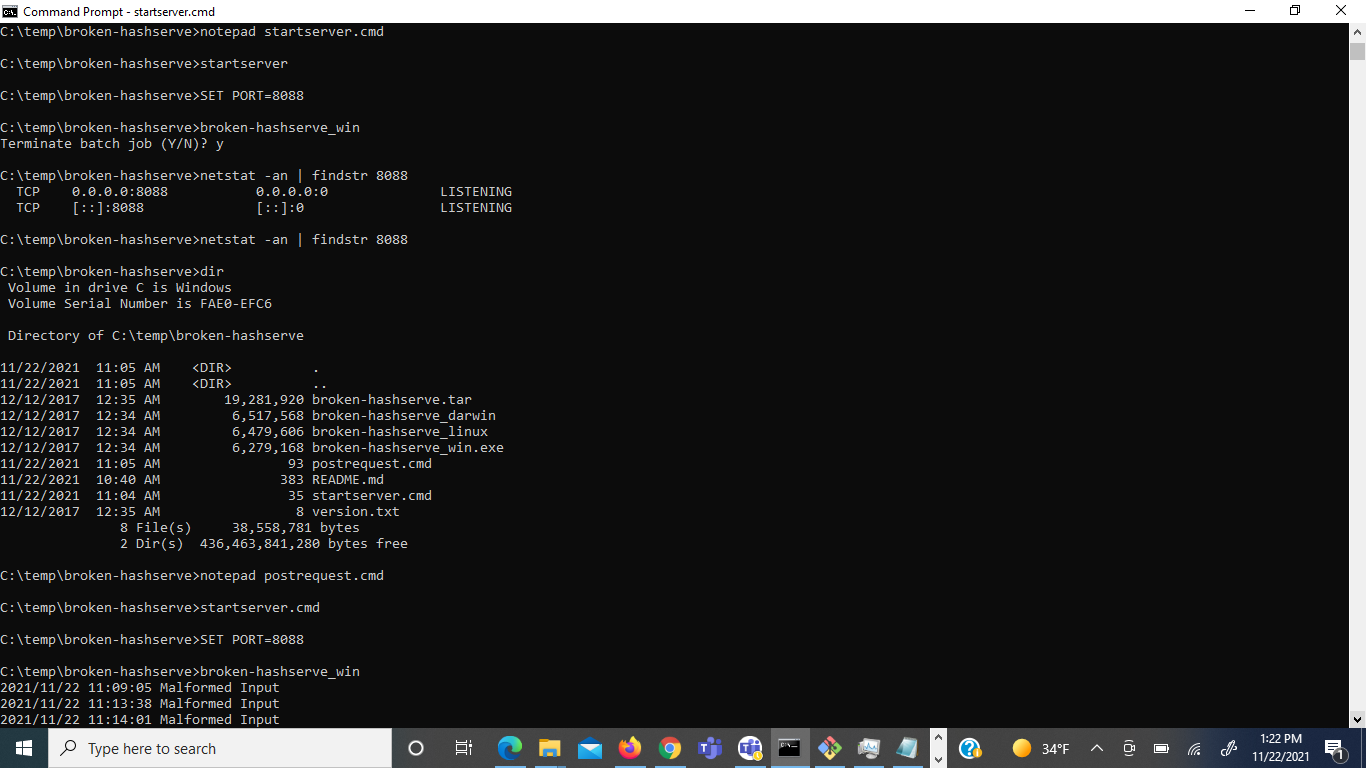 Command Prompt - startserver.cmd
C:\temp\broken-hashserve>notepad startserver.cmd
C:\temp\broken-hashserve>startserver
C:\temp\broken-hashserve>SET PORT=8088
C:\temp\broken-hashserve>broken-hashserve_win
Terminate batch job (Y/N)? y
C:\temp\broken-hashserve>netstat -an | findstr 8088
  TCP    0.0.0.0:8088           0.0.0.0:0              LISTENING
  TCP    [::]:8088              [::]:0                 LISTENING
C:\temp\broken-hashserve>netstat -an | findstr 8088
C:\temp\broken-hashserve>dir
 Volume in drive C is Windows
 Volume Serial Number is FAE0-EFC6
 Directory of C:\temp\broken-hashserve
11/22/2021  11:05 AM    <DIR>          .
11/22/2021  11:05 AM    <DIR>          ..
12/12/2017  12:35 AM        19,281,920 broken-hashserve.tar
12/12/2017  12:34 AM         6,517,568 broken-hashserve_darwin
12/12/2017  12:34 AM         6,479,606 broken-hashserve_linux
12/12/2017  12:34 AM         6,279,168 broken-hashserve_win.exe
11/22/2021  11:05 AM                93 postrequest.cmd
11/22/2021  10:40 AM               383 README.md
11/22/2021  11:04 AM                35 startserver.cmd
12/12/2017  12:35 AM                 8 version.txt
               8 File(s)     38,558,781 bytes
               2 Dir(s)  436,463,841,280 bytes free
C:\temp\broken-hashserve>notepad postrequest.cmd
C:\temp\broken-hashserve>startserver.cmd
C:\temp\broken-hashserve>SET PORT=8088
C:\temp\broken-hashserve>broken-hashserve_win
2021/11/22 11:09:05 Malformed Input
2021/11/22 11:13:38 Malformed Input
2021/11/22 11:14:01 Malformed Input
Type here to search
34°F
1:22 PM
11/22/2021
1